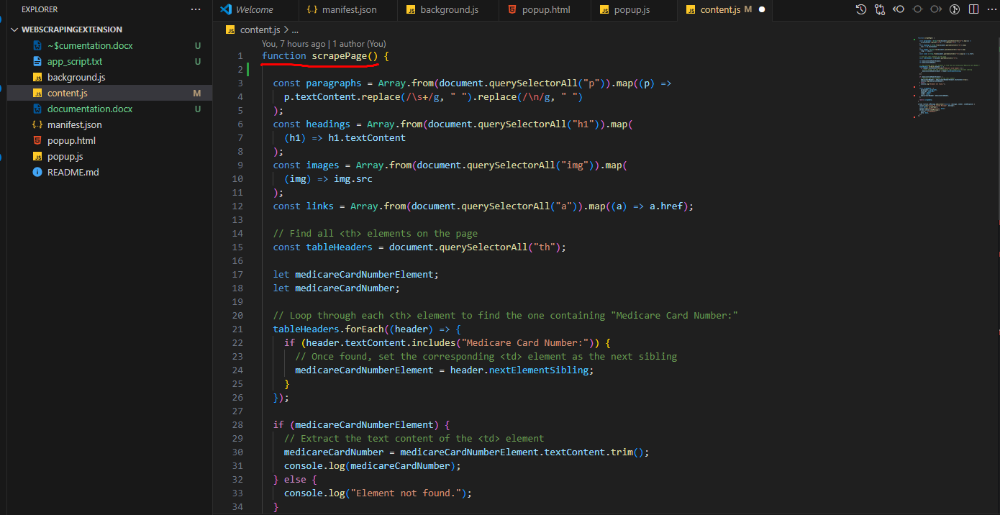 EXPLORER
WEBSCRAPINGEXTENSION
~$cumentation.docx U
app_script.txt U
background.js
content.js M
documentation.docx U
manifest.json
popup.html
popup.js
README.md
Welcome {..} manifest.json JS background.js popup.html JS popup.js JS content.js M
JS content.js > ...
You, 7 hours ago | 1 author (You)
1 function scrapePage() {
2
3 const paragraphs = Array.from(document.querySelectorAll("p")).map((p) =>
4 p.textContent.replace(/\s+/g, " ").replace(/\n/g, " ")
5 );
6 const headings = Array.from(document.querySelectorAll("h1")).map(
7 (h1) => h1.textContent
8 );
9 const images = Array.from(document.querySelectorAll("img")).map(
10 (img) => img.src
11 );
12 const links = Array.from(document.querySelectorAll("a")).map((a) => a.href);
13
14 // Find all <th> elements on the page
15 const tableHeaders = document.querySelectorAll("th");
16
17 let medicareCardNumberElement;
18 let medicareCardNumber;
19
20 // Loop through each <th> element to find the one containing "Medicare Card Number:"
21 tableHeaders.forEach((header) => {
22 if (header.textContent.includes("Medicare Card Number:")) {
23 // Once found, set the corresponding <td> element as the next sibling
24 medicareCardNumberElement = header.nextElementSibling;
25 }
26 });
27
28 if (medicareCardNumberElement) {
29 // Extract the text content of the <td> element
30 medicareCardNumber = medicareCardNumberElement.textContent.trim();
31 console.log(medicareCardNumber);
32 } else {
33 console.log("Element not found.");
34 }